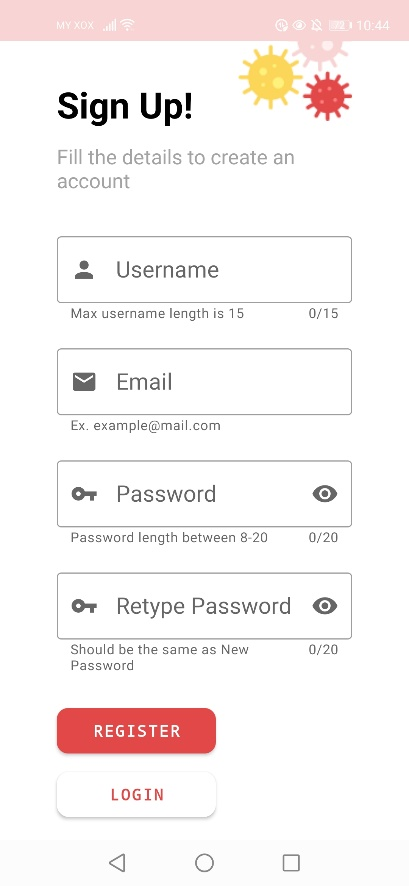 MY XOX
72
10:44
Sign Up!
Fill the details to create an
account
Username
Max username length is 15
0/15
Email
Ex. example@mail.com
Password
Password length between 8-20
0/20
Retype Password
Should be the same as New
Password
0/20
REGISTER
LOGIN